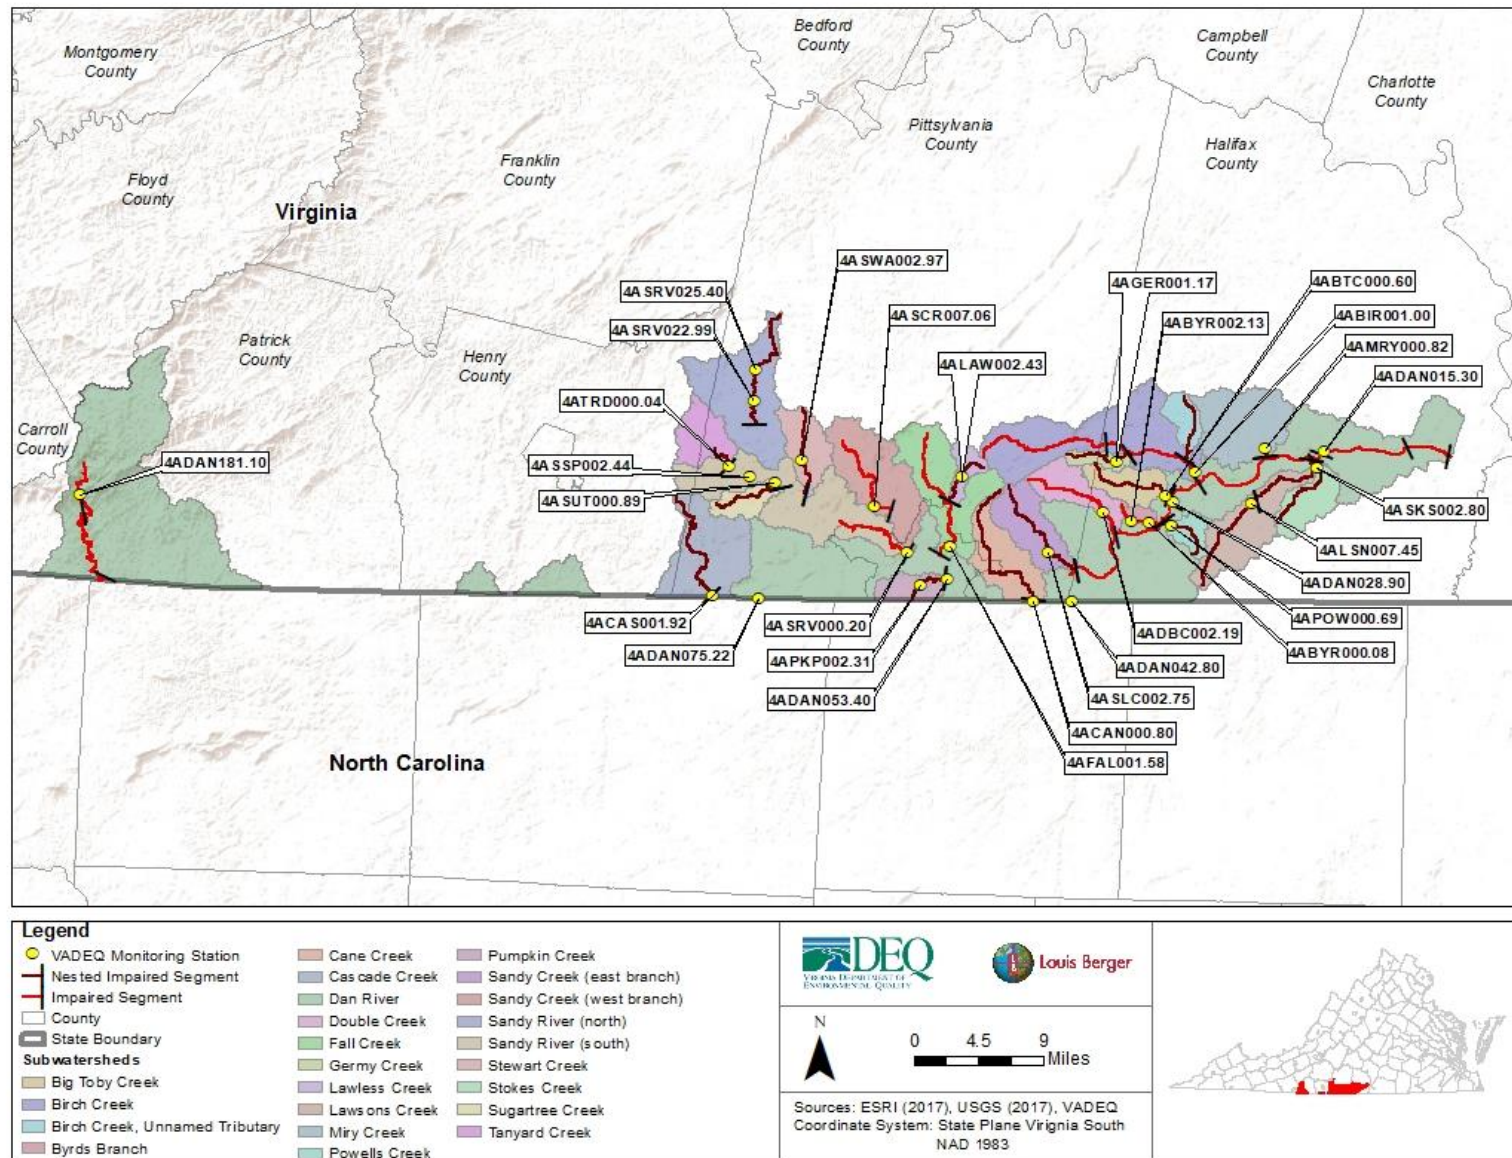 Montgomery
County
Bedford
County
Campbell
County
Charlotte
County
Pittsylvania
County
Halifax
County
Franklin
County
Floyd
County
Virginia
4ASWA002.97
4ASRV025.40
4AGER001.17
4ABTC000.60
4ASCR007.06
4ABYR002.13
4ABIR001.00
4ASRV022.99
Patrick
County
Henry
County
4ALAW002.43
4AMRY000.82
4ADAN015.30
4ATRD000.04
Carroll
County
4ADAN181.10
4ASSP002.44
4ASUT000.89
4ASKS002.80
4ALSN007.45
4ADAN028.90
4ACAS001.92
4ASRV000.20
4APOW000.69
4ADBC002.19
4ADAN075.22
4APKP002.31
4ABYR000.08
4ADAN042.80
4ADAN053.40
4ASLC002.75
4ACAN000.80
4AFAL001.58
North Carolina
Legend
VADEQ Monitoring Station
Nested Impaired Segment
Impaired Segment
County
State Boundary
Subwatersheds
Big Toby Creek
Birch Creek
Birch Creek, Unnamed Tributary
Byrds Branch
Cane Creek
Cascade Creek
Dan River
Double Creek
Fall Creek
Germy Creek
Lawless Creek
Lawsons Creek
Miry Creek
Powells Creek
Pumpkin Creek
Sandy Creek (east branch)
Sandy Creek (west branch)
Sandy River (north)
Sandy River (south)
Stewart Creek
Stokes Creek
Sugartree Creek
Tanyard Creek
DEQ
VIRGINIA DEPARTMENT OF
ENVIRONMENTAL QUALITY
Louis Berger
N
0 4.5 9
Miles
Sources: ESRI (2017), USGS (2017), VADEQ
Coordinate System: State Plane Virignia South
NAD 1983